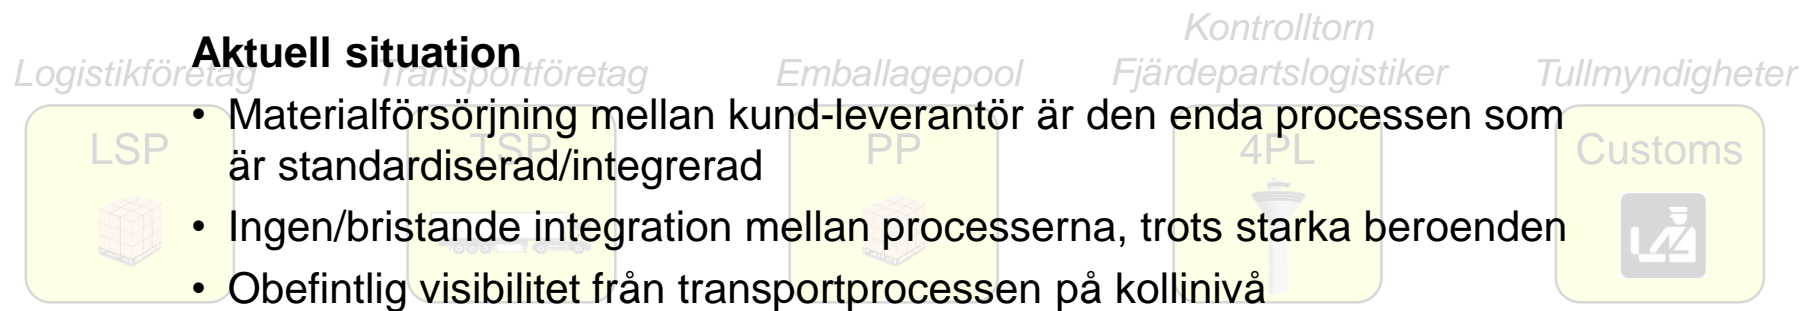 Kontrolltorn
Aktuell situation
Logistikföretag Transportföretag Emballagepool Fjärdepartslogistiker Tullmyndigheter
• Materialförsörjning mellan kund-leverantör är den enda processen som
LSP TSP PP 4PL Customs
är standardiserad/integrerad
• Ingen/bristande integration mellan processerna, trots starka beroenden
• Obefintlig visibilitet från transportprocessen på kollinivå